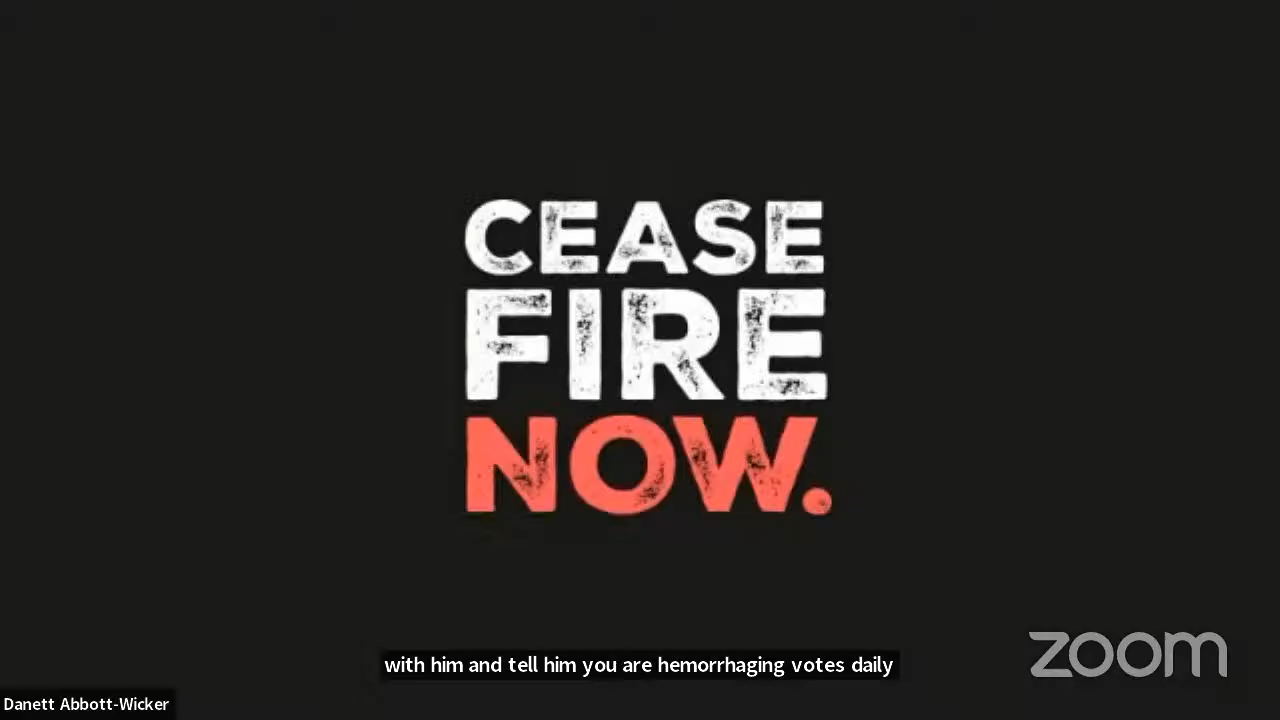 CEASE
FIRE
NOW.
with him and tell him you are hemorrhaging votes daily
zoom
Danett Abbott-Wicker